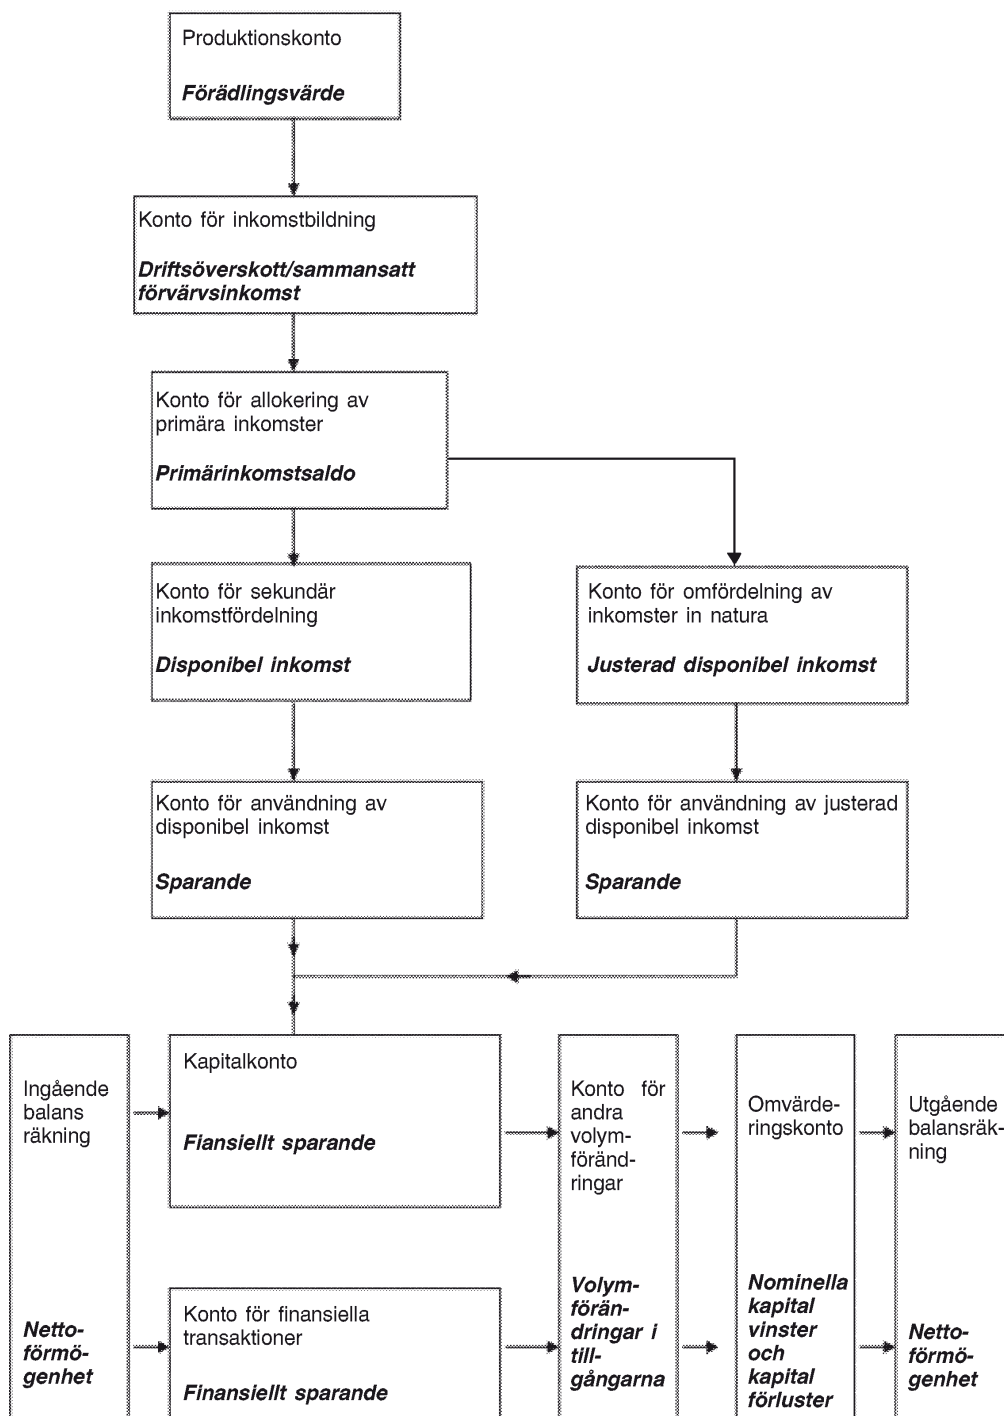 Produktionskonto
Förädlingsvärde
Konto för inkomstbildning
Driftsöverskott/sammansatt
förvärvsinkomst
Konto för allokering av
primära inkomster
Primärinkomstsaldo
Konto för sekundär
inkomstfördelning
Disponibel inkomst
Konto för omfördelning av
inkomster in natura
Justerad disponibel inkomst
Konto för användning av
disponibel inkomst
Sparande
Konto för användning av justerad
disponibel inkomst
Sparande
Ingående
balans
räkning
Netto-
förmö-
genhet
Kapitalkonto
Fiansiellt sparande
Konto för finansiella
transaktioner
Finansiellt sparande
Konto för
andra
volym-
föränd-
ringar
Volym-
förän-
dringar i
till-
gångarna
Omvärde-
ringskonto
Nominella
kapital
vinster
och
kapital
förluster
Utgående
balansräk-
ning
Netto-
förmö-
genhet